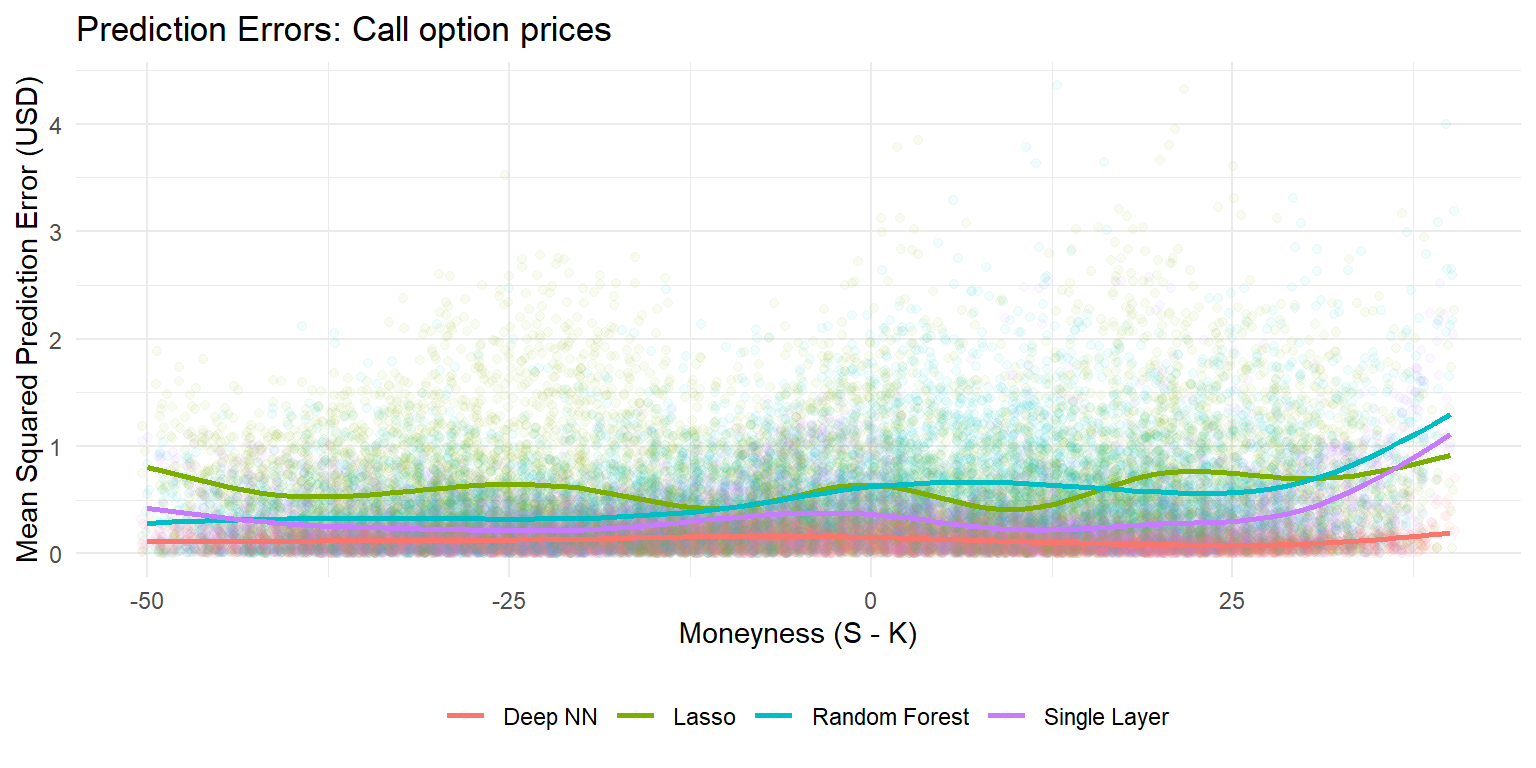 Prediction Errors: Call option prices
Mean Squared Prediction Error (USD)
4
3
2
1
0
-50
-25
0
25
Moneyness (S - K)
Deep NN
Lasso
Random Forest
Single Layer